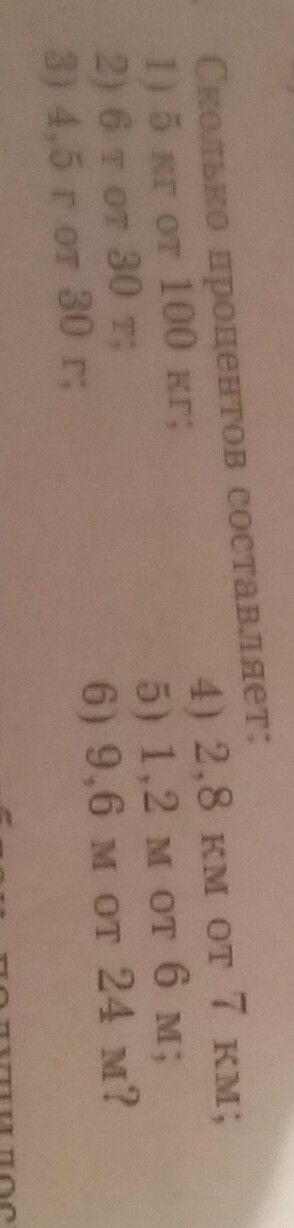 Сколько процентов составляет:
1) 5 кг от 100 кг;
2) 6 т от 30 т;
3) 4,5 г от 30 г;
4) 2,8 км от 7 км;
5) 1,2 м от 6 м;
6) 9,6 м от 24 м?